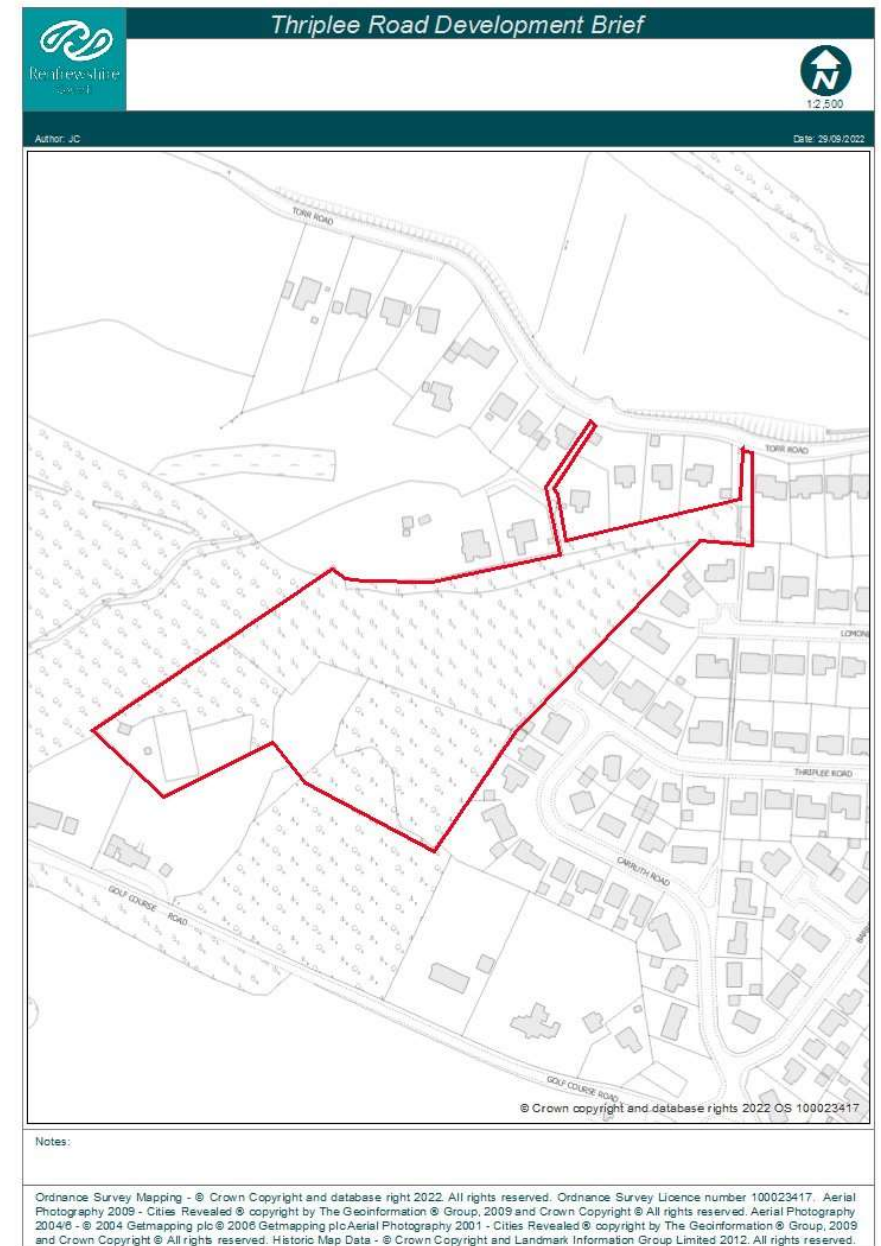 Thriplee Road Development Brief
Renfrewshire
Council
N
1:2,500
Author: JC
Date: 29/09/2022
TORR ROAD
TORR ROAD
THRIPLEE ROAD
CARRUTH ROAD
GOLF COURSE ROAD
GOLF COURSE ROAD
© Crown copyright and database rights 2022 OS 100023417
Notes:
Ordnance Survey Mapping - © Crown Copyright and database right 2022. All rights reserved. Ordnance Survey Licence number 100023417. Aerial
Photography 2009 - Cities Revealed ® copyright by The Geoinformation ® Group, 2009 and Crown Copyright © All rights reserved. Aerial Photography
2004/6 - © 2004 Getmapping plc © 2006 Getmapping plc Aerial Photography 2001 - Cities Revealed ® copyright by The Geoinformation ® Group, 2009
and Crown Copyright © All rights reserved. Historic Map Data - © Crown Copyright and Landmark Information Group Limited 2012. All rights reserved.